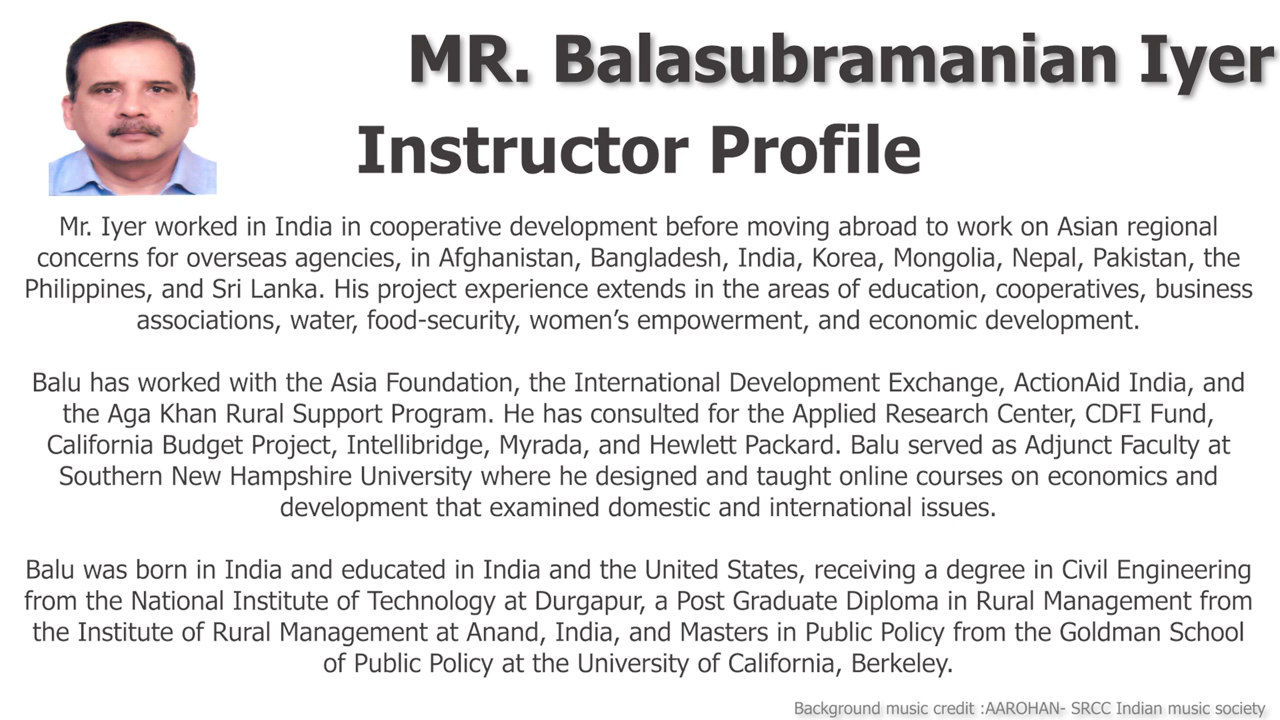 MR. Balasubramanian Iyer
Instructor Profile
Mr. Iyer worked in India in cooperative development before moving abroad to work on Asian regional
concerns for overseas agencies, in Afghanistan, Bangladesh, India, Korea, Mongolia, Nepal, Pakistan, the
Philippines, and Sri Lanka. His project experience extends in the areas of education, cooperatives, business
associations, water, food-security, women’s empowerment, and economic development.
Balu has worked with the Asia Foundation, the International Development Exchange, ActionAid India, and
the Aga Khan Rural Support Program. He has consulted for the Applied Research Center, CDFI Fund,
California Budget Project, Intellibridge, Myrada, and Hewlett Packard. Balu served as Adjunct Faculty at
Southern New Hampshire University where he designed and taught online courses on economics and
development that examined domestic and international issues.
Balu was born in India and educated in India and the United States, receiving a degree in Civil Engineering
from the National Institute of Technology at Durgapur, a Post Graduate Diploma in Rural Management from
the Institute of Rural Management at Anand, India, and Masters in Public Policy from the Goldman School
of Public Policy at the University of California, Berkeley.
Background music credit :AAROHAN- SRCC Indian music society